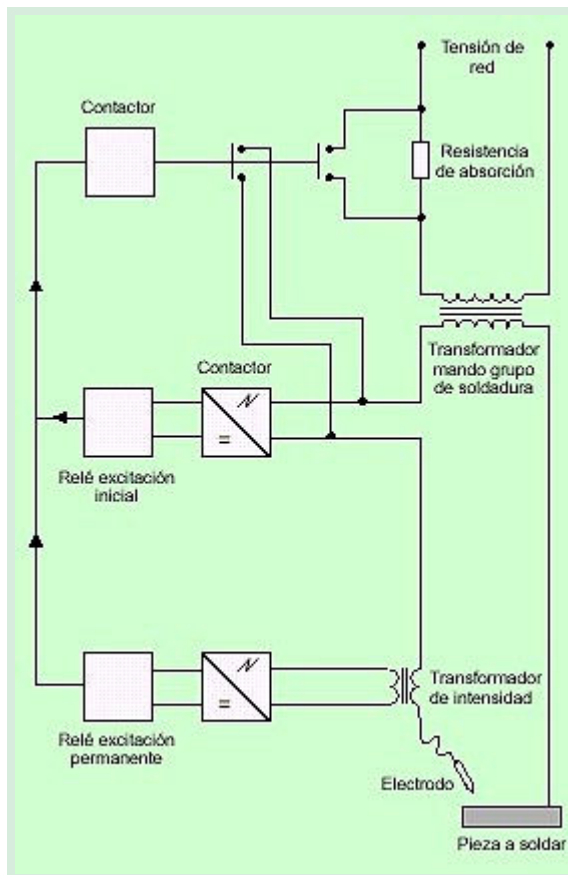 Tensión de
red
Contactor
Resistencia
de absorción
Transformador
mando grupo
de soldadura
Contactor
N
=
Relé excitación
inicial
N
=
Transformador
de intensidad
Relé excitación
permanente
Electrodo
Pieza a soldar